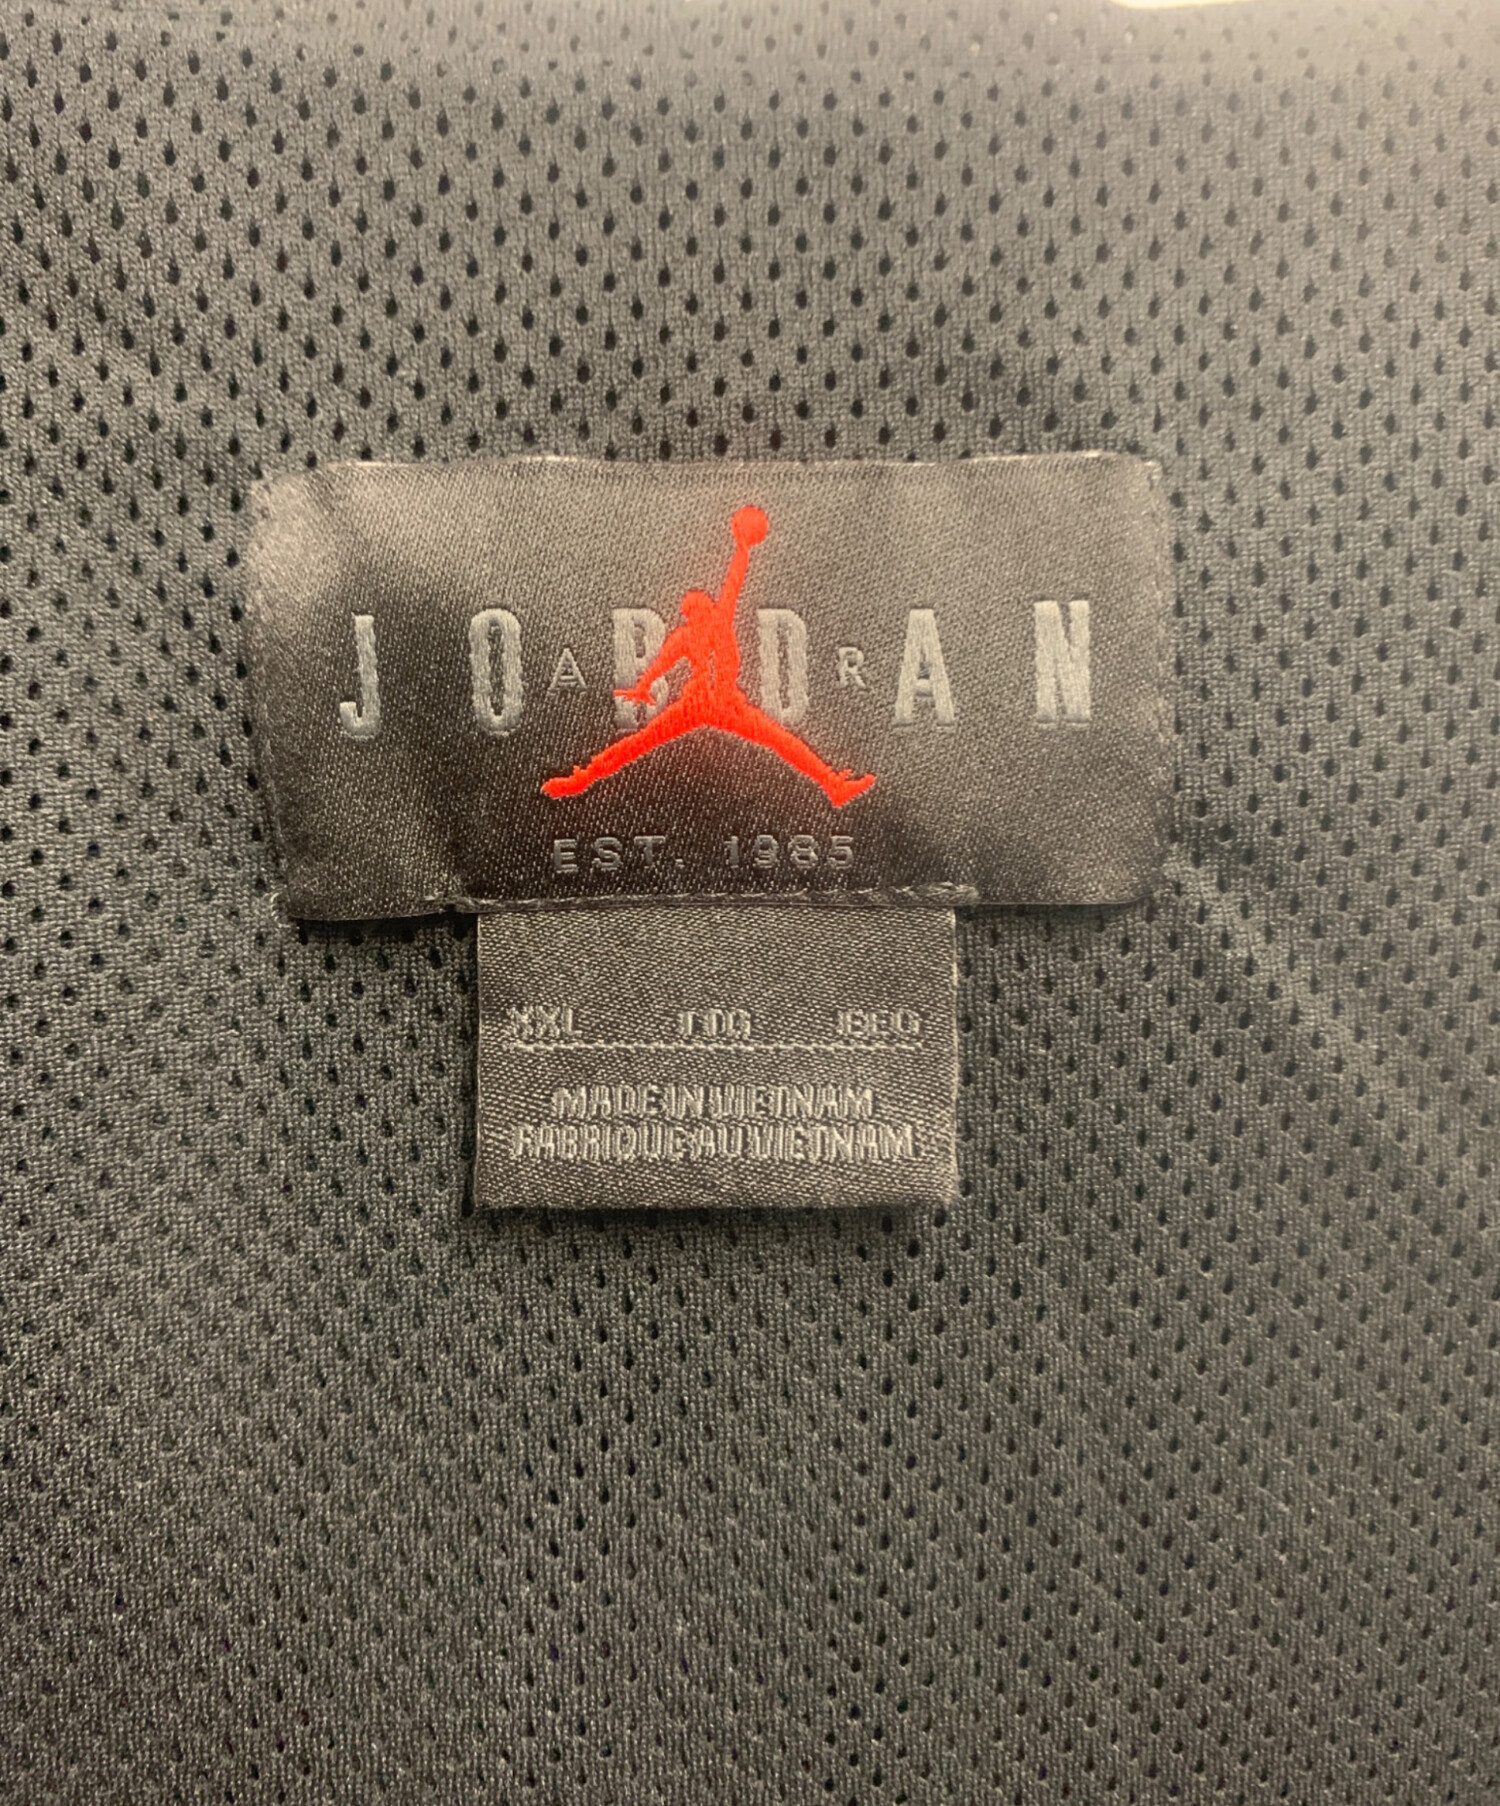 JORDAN
AIR
EST. 1985
XXL TTG EEG
MADE IN VIETNAM
FABRIQUE AU VIETNAM